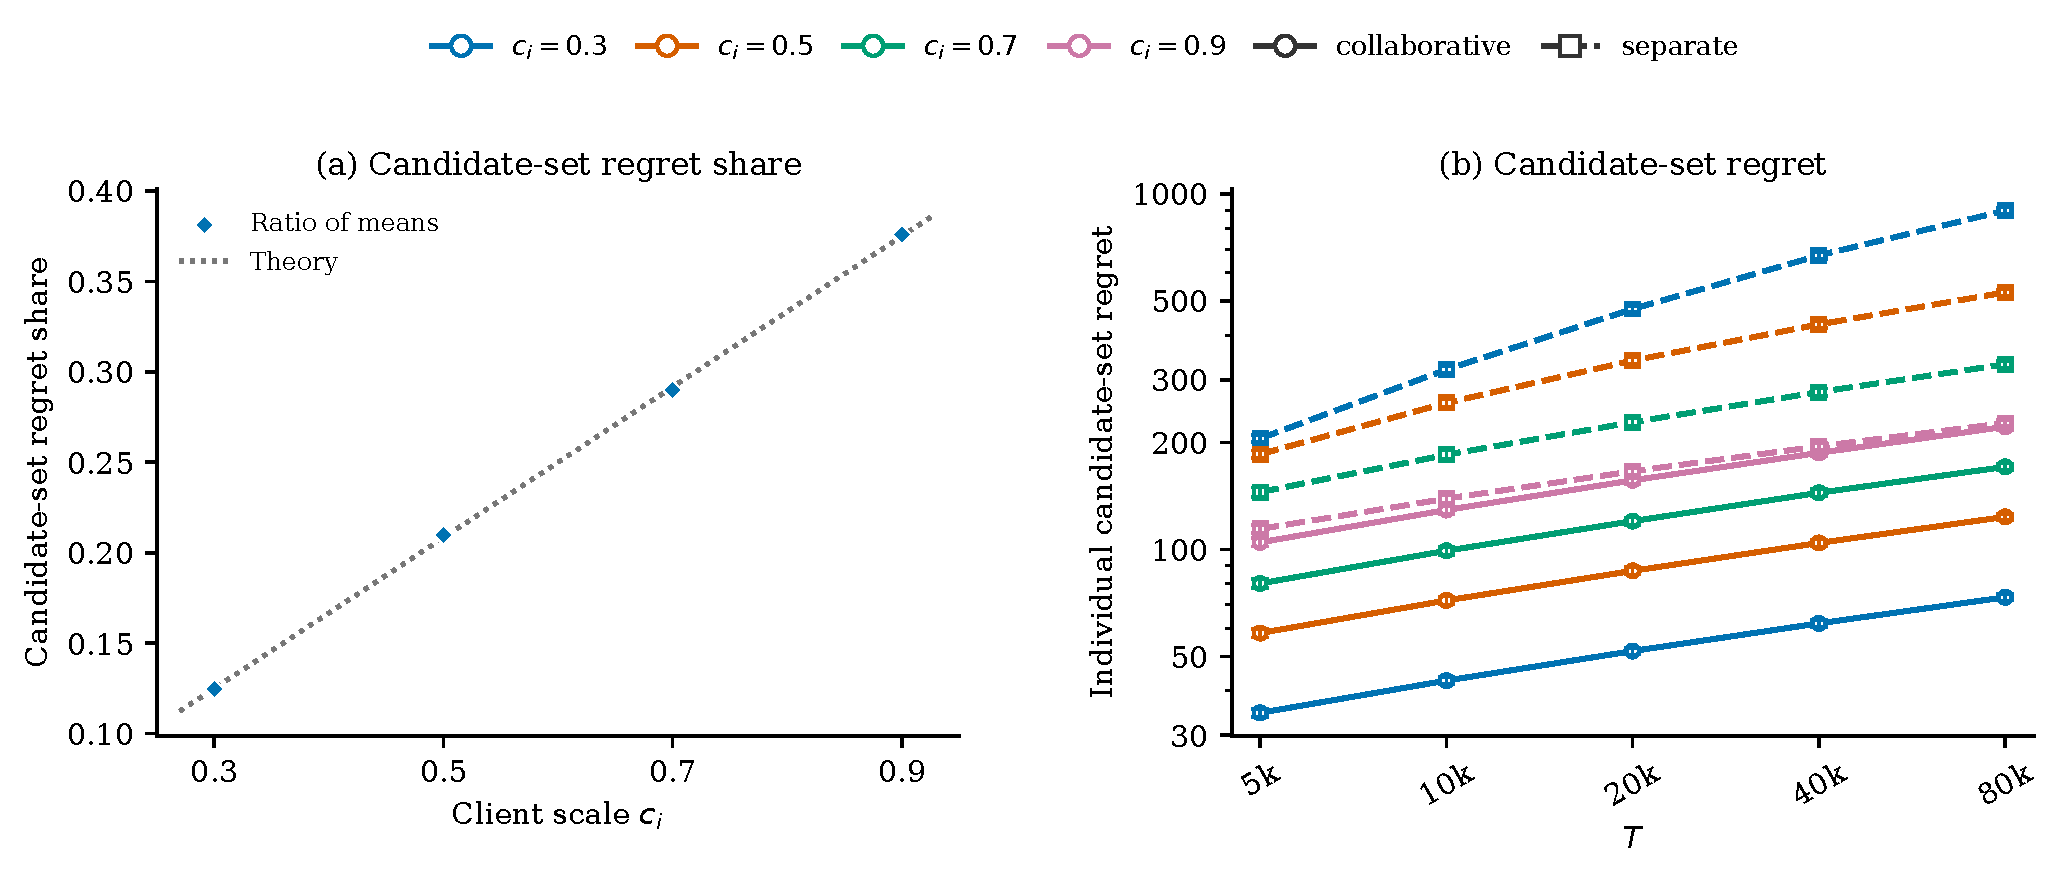 c_i = 0.3 c_i = 0.5 c_i = 0.7 c_i = 0.9 collaborative separate
(a) Candidate-set regret share
Ratio of means
Theory
Candidate-set regret share
0.40
0.35
0.30
0.25
0.20
0.15
0.10
0.3 0.5 0.7 0.9
Client scale c_i
(b) Candidate-set regret
Individual candidate-set regret
1000
500
300
200
100
50
30
5k 10k 20k 40k 80k
T